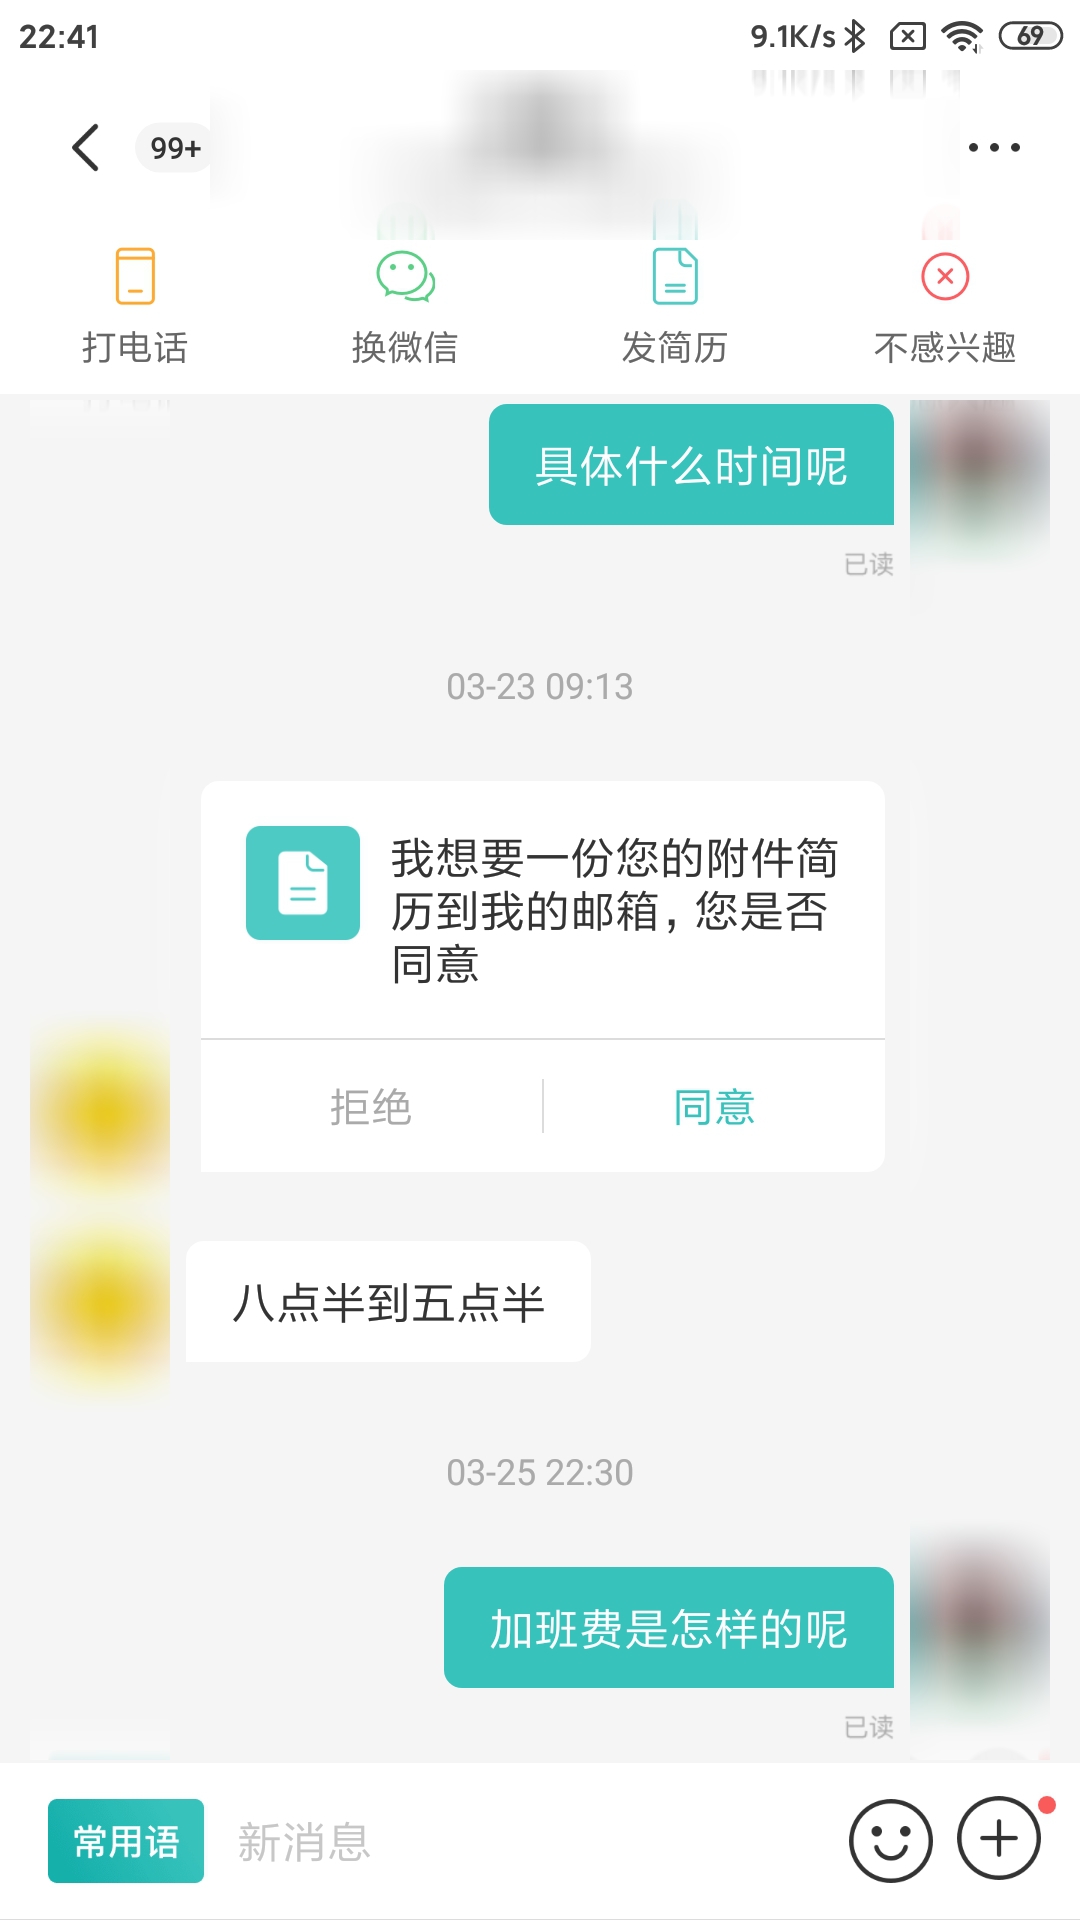 22:41
9.1K/s
69
99+
打电话
换微信
发简历
不感兴趣
具体什么时间呢
已读
03-23 09:13
我想要一份您的附件简
历到我的邮箱，您是否
同意
拒绝
同意
八点半到五点半
03-25 22:30
加班费是怎样的呢
已读
常用语
新消息